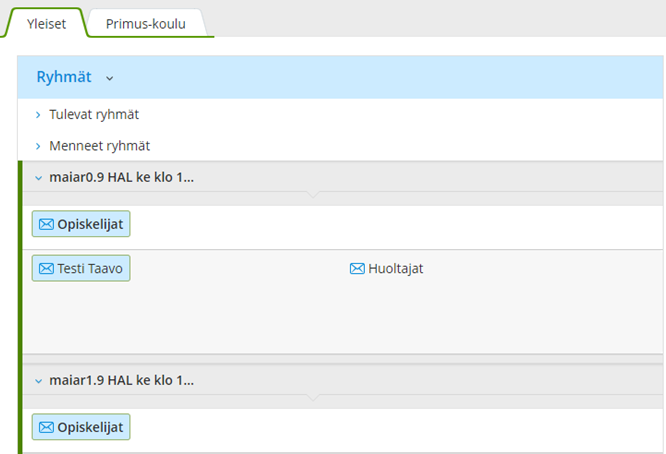 Yleiset Primus-koulu
Ryhmät
Tulevat ryhmät
Menneet ryhmät
maiar0.9 HAL ke klo 1...
Opiskelijat
Testi Taavo Huoltajat
maiar1.9 HAL ke klo 1...
Opiskelijat